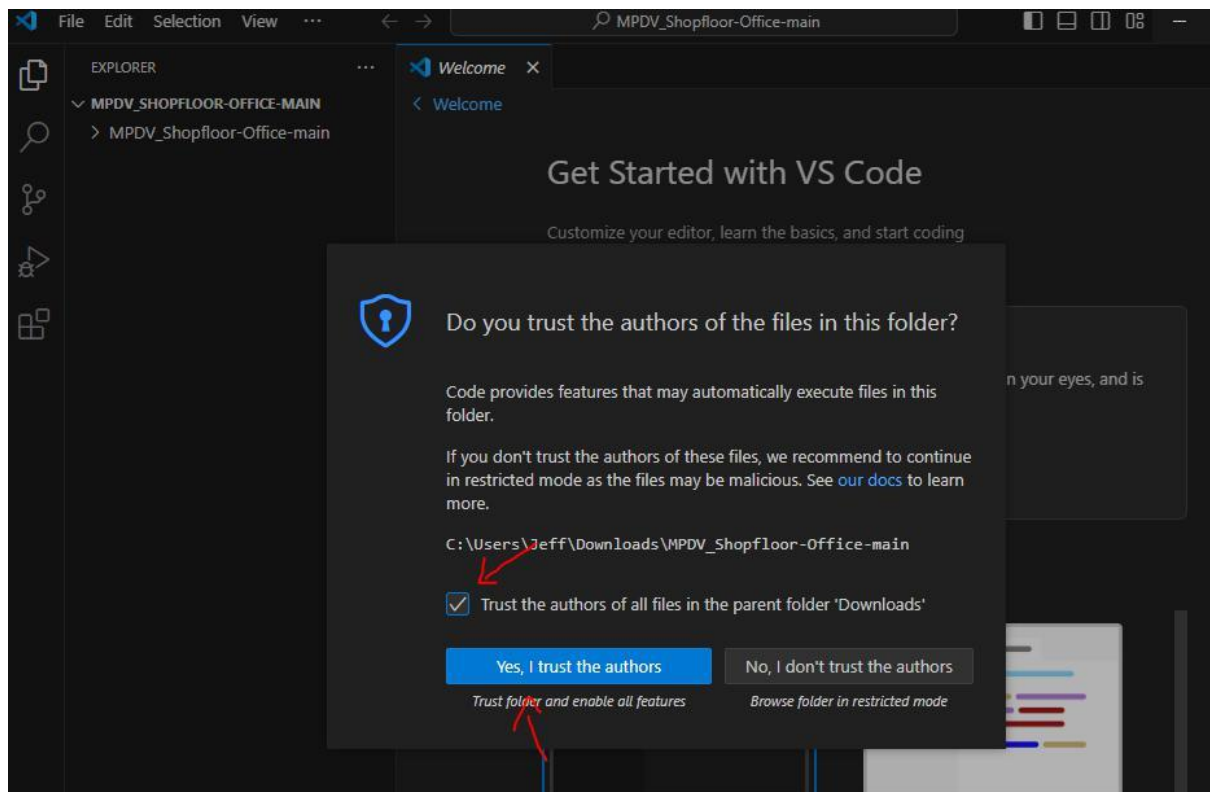 File Edit Selection View ···
MPDV_Shopfloor-Office-main
EXPLORER ···
MPDV_SHOPFLOOR-OFFICE-MAIN
MPDV_Shopfloor-Office-main
Welcome
Welcome
Get Started with VS Code
Customize your editor, learn the basics, and start coding
n your eyes, and is
Do you trust the authors of the files in this folder?
Code provides features that may automatically execute files in this
folder.
If you don't trust the authors of these files, we recommend to continue
in restricted mode as the files may be malicious. See our docs to learn
more.
C:\Users\Jeff\Downloads\MPDV_Shopfloor-Office-main
Trust the authors of all files in the parent folder 'Downloads'
Yes, I trust the authors
Trust folder and enable all features
No, I don't trust the authors
Browse folder in restricted mode